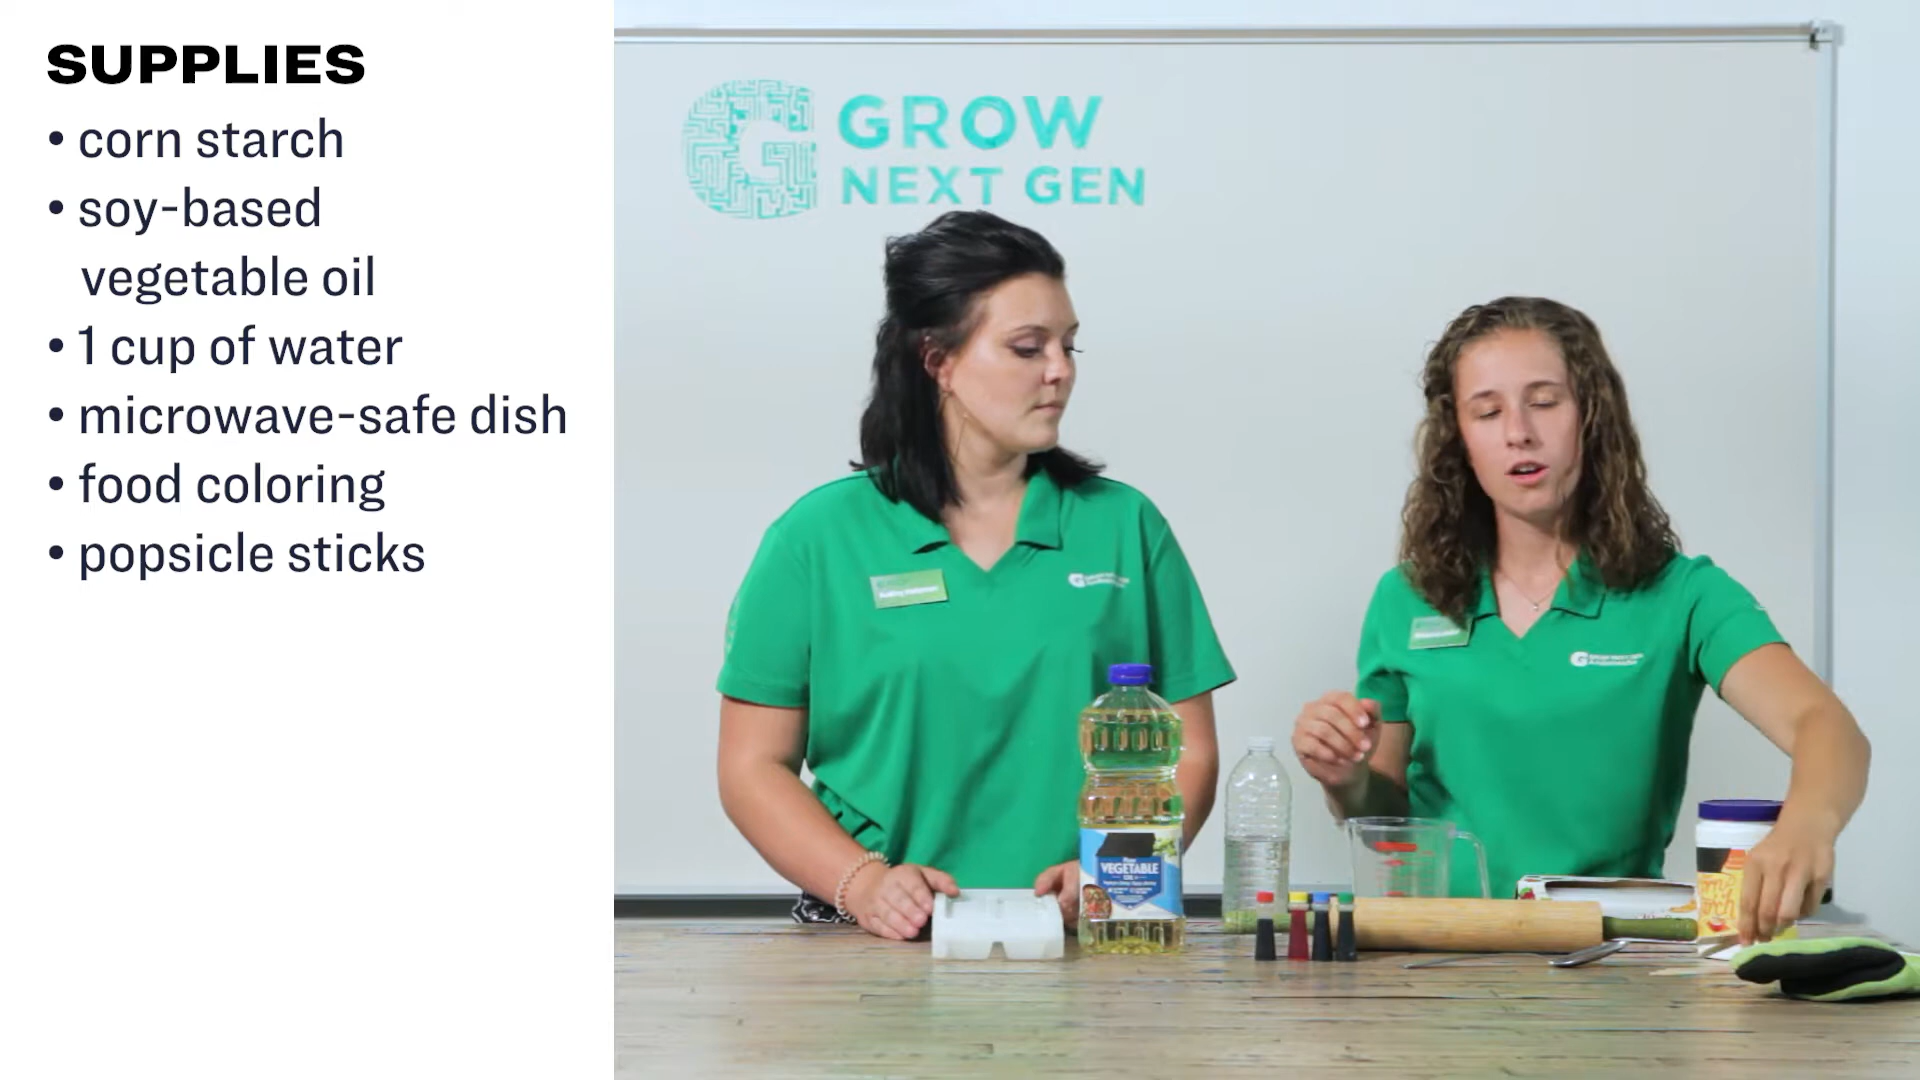 SUPPLIES
• corn starch
• soy-based
vegetable oil
• 1 cup of water
• microwave-safe dish
• food coloring
• popsicle sticks
G GROW
NEXT GEN
VEGETABLE